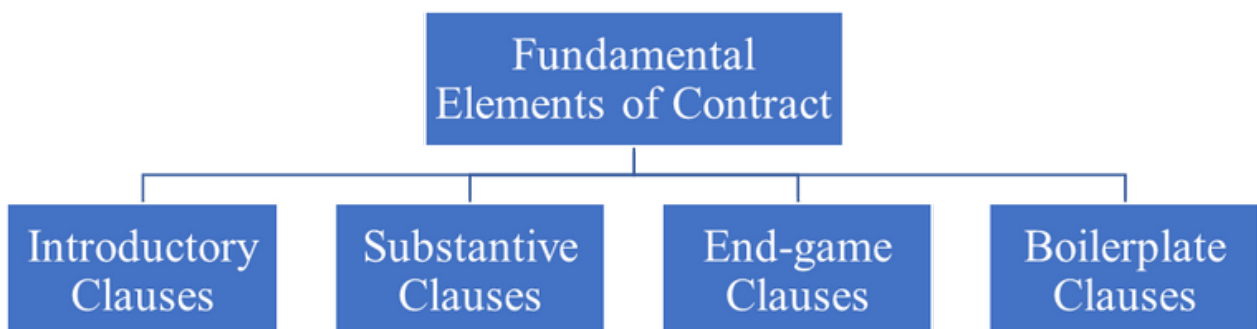 Fundamental
Elements of Contract
Introductory
Clauses
Substantive
Clauses
End-game
Clauses
Boilerplate
Clauses